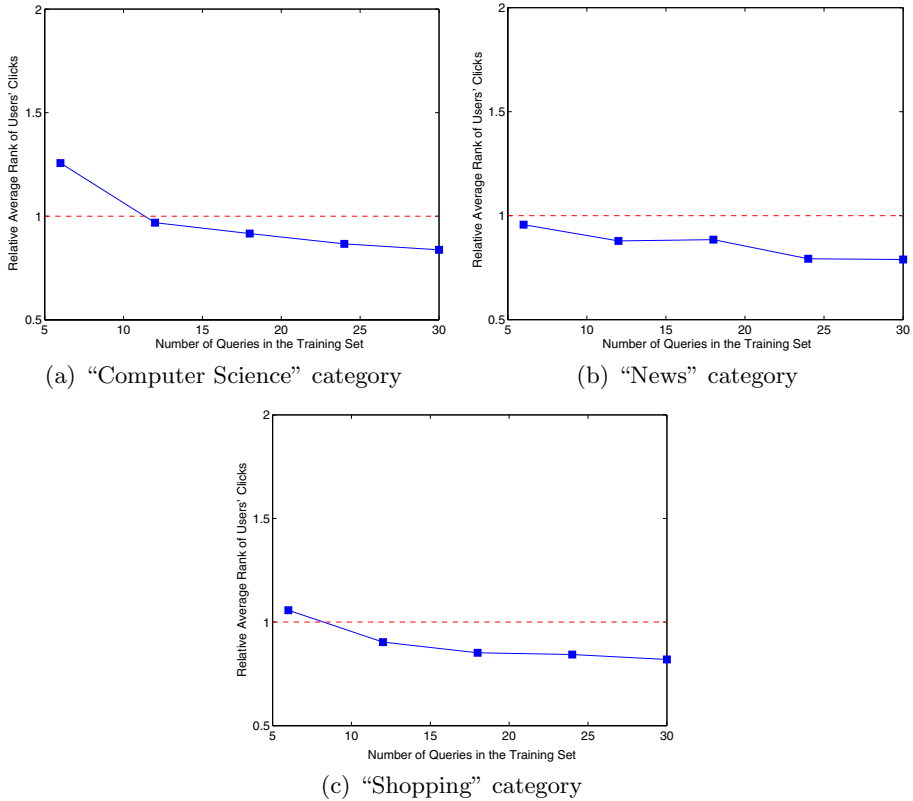 2
1.5
1
0.5
5 10 15 20 25 30
Relative Average Rank of Users' Clicks
Number of Queries in the Training Set
(a) “Computer Science” category
2
1.5
1
0.5
5 10 15 20 25 30
Relative Average Rank of Users' Clicks
Number of Queries in the Training Set
(b) “News” category
2
1.5
1
0.5
5 10 15 20 25 30
Relative Average Rank of Users' Clicks
Number of Queries in the Training Set
(c) “Shopping” category